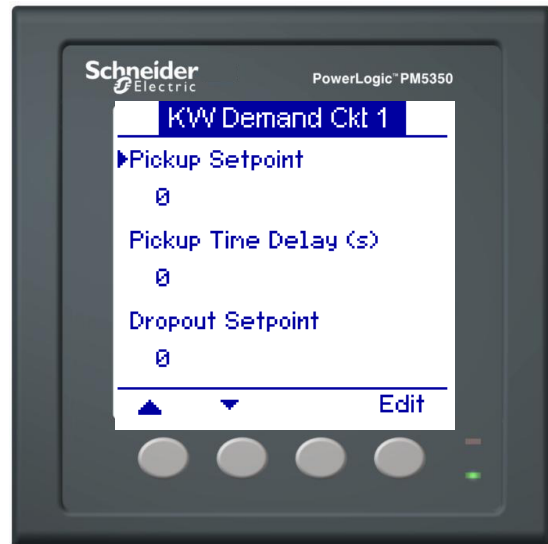 Schneider
Electric
PowerLogic™ PM5350
KW Demand Ckt 1
Pickup Setpoint
0
Pickup Time Delay (s)
0
Dropout Setpoint
0
Edit